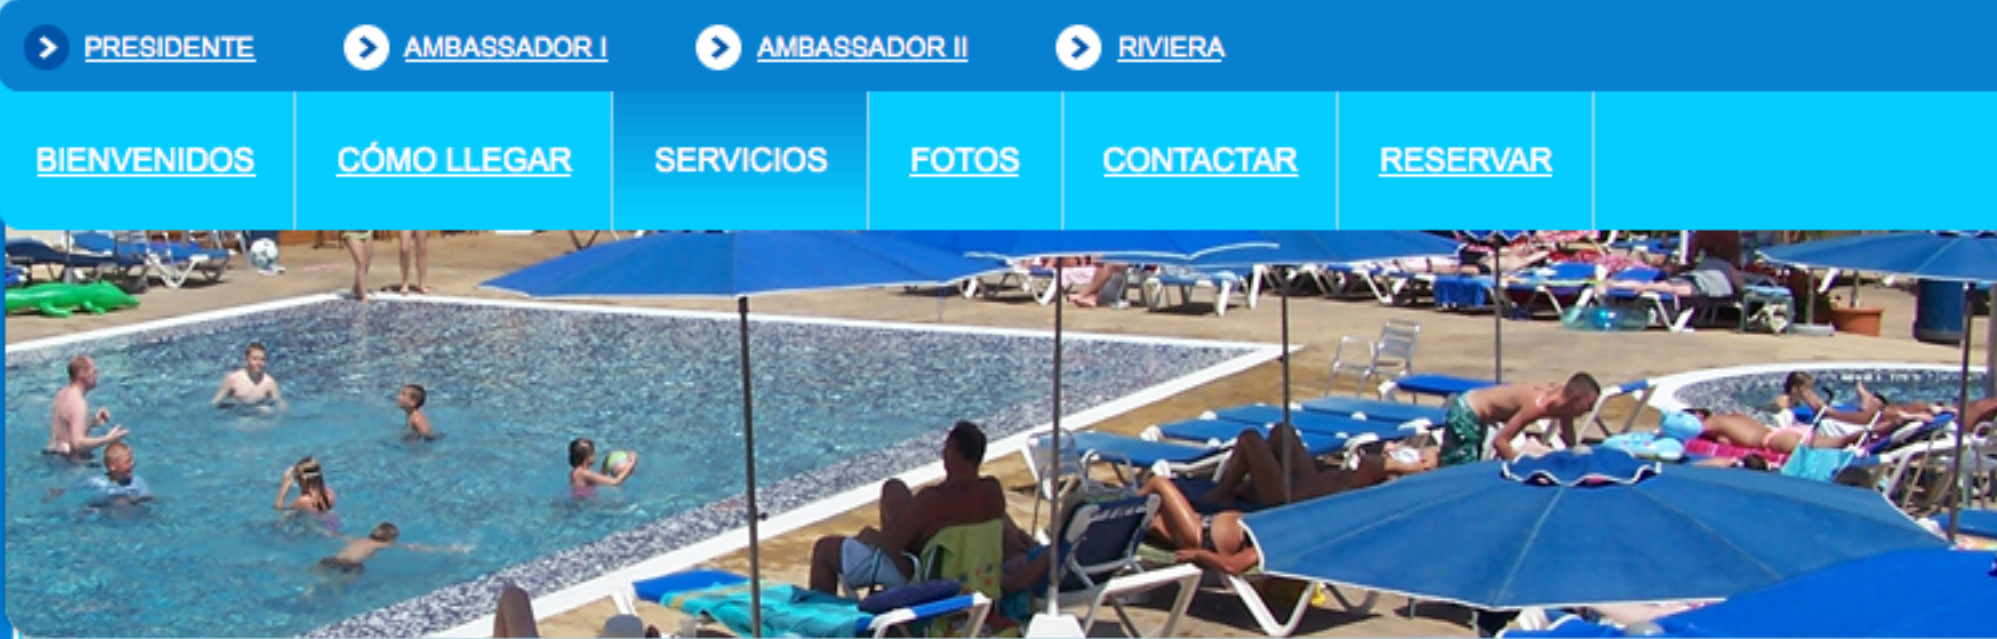 PRESIDENTE AMBASSADOR I AMBASSADOR II RIVIERA
BIENVENIDOS CÓMO LLEGAR SERVICIOS FOTOS CONTACTAR RESERVAR